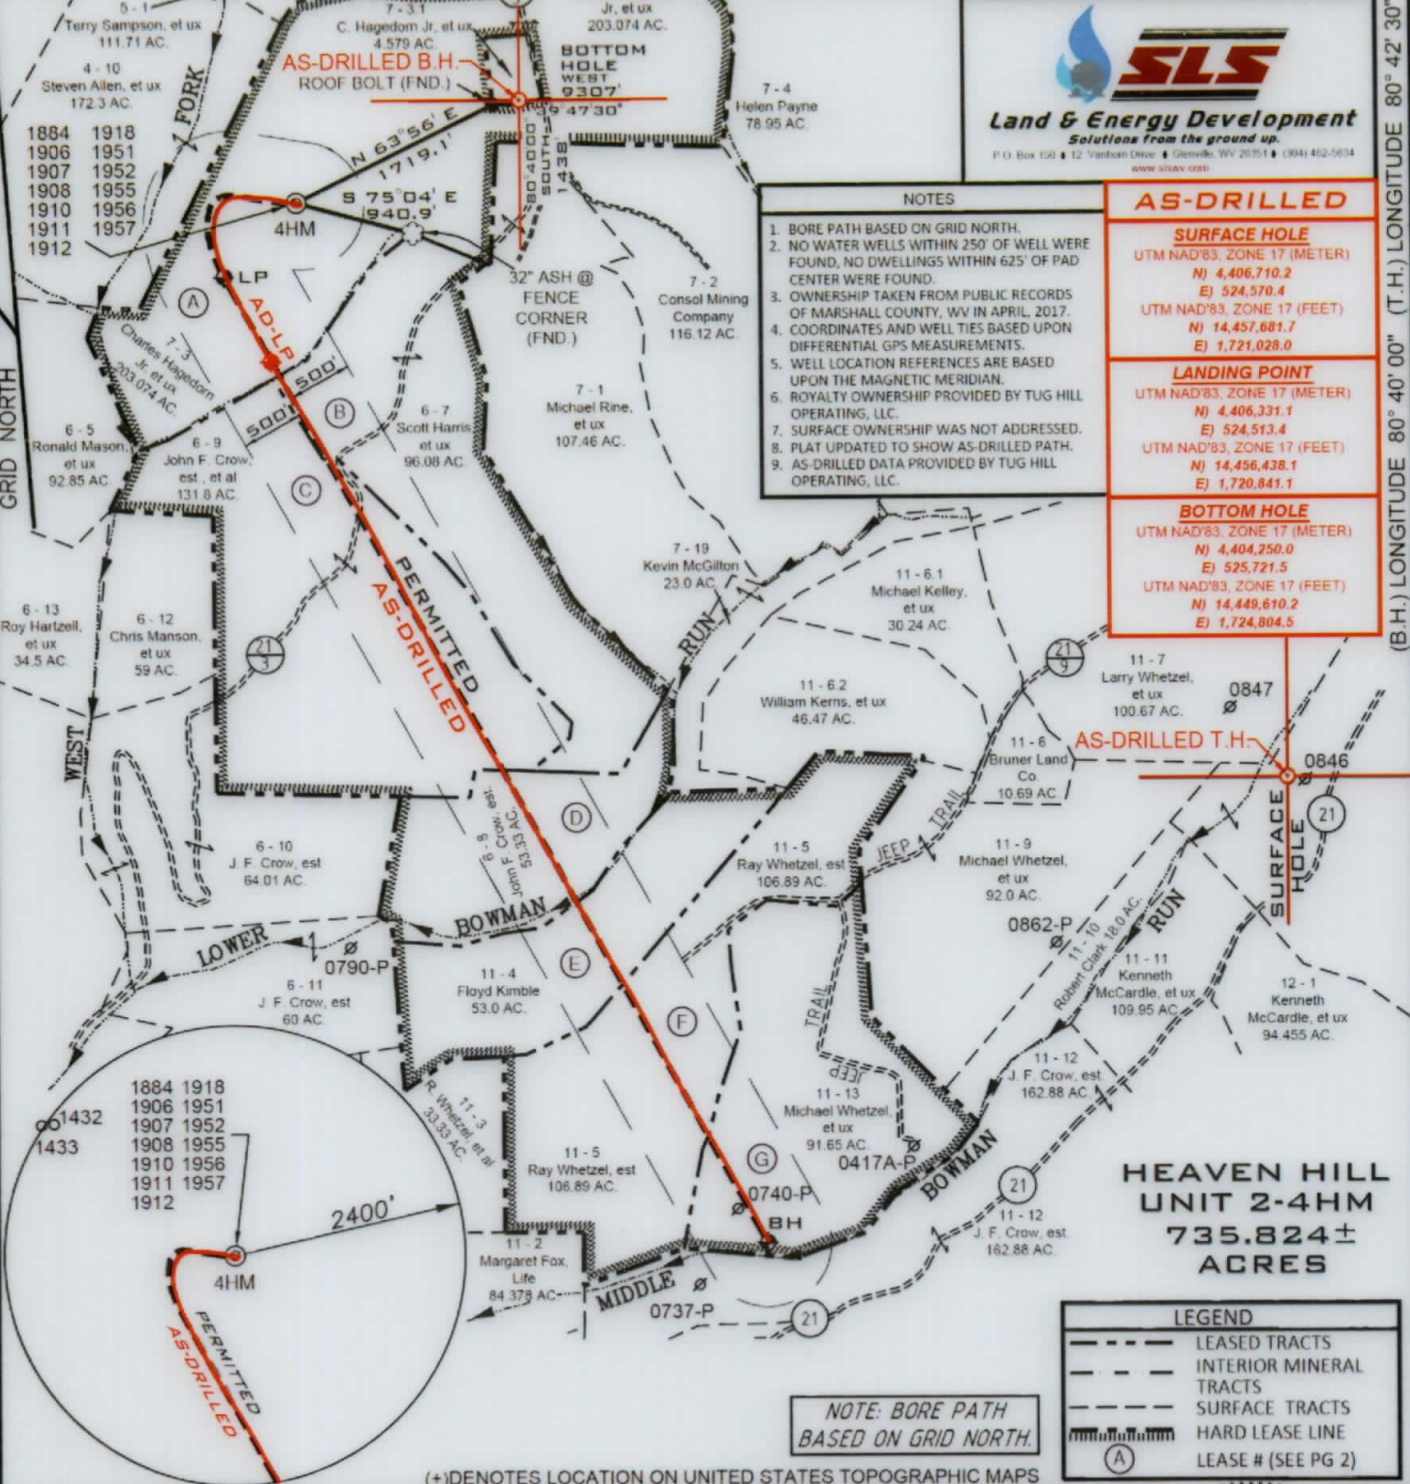 5 - 1
Terry Sampson, et ux
111.71 AC.
7 - 3.1
C. Hagedorn Jr, et ux
4.579 AC.
Jr, et ux
203.074 AC.
4 - 10
Steven Allen, et ux
172.3 AC.
FORK
AS-DRILLED B.H.
ROOF BOLT (FND.)
BOTTOM
HOLE
WEST
9307'
39°47'30"
80°40'00"
SOUTH
1438'
7 - 4
Helen Payne
78.95 AC.
SLS
Land & Energy Development
Solutions from the ground up.
P.O. Box 150 ♦ 12 Vanhorn Drive ♦ Glenville, WV 26351 ♦ (304) 462-5634
www.slswv.com
(B.H.) LONGITUDE 80° 40' 00" (T.H.) LONGITUDE 80° 42' 30"
1884 1918
1906 1951
1907 1952
1908 1955
1910 1956
1911 1957
1912
N 63°56' E
1719.1'
S 75°04' E
940.9'
4HM
LP
AD-LP
A
32" ASH @
FENCE
CORNER
(FND.)
7 - 2
Consol Mining
Company
116.12 AC.
NOTES
1. BORE PATH BASED ON GRID NORTH.
2. NO WATER WELLS WITHIN 250' OF WELL WERE
FOUND, NO DWELLINGS WITHIN 625' OF PAD
CENTER WERE FOUND.
3. OWNERSHIP TAKEN FROM PUBLIC RECORDS
OF MARSHALL COUNTY, WV IN APRIL, 2017.
4. COORDINATES AND WELL TIES BASED UPON
DIFFERENTIAL GPS MEASUREMENTS.
5. WELL LOCATION REFERENCES ARE BASED
UPON THE MAGNETIC MERIDIAN.
6. ROYALTY OWNERSHIP PROVIDED BY TUG HILL
OPERATING, LLC.
7. SURFACE OWNERSHIP WAS NOT ADDRESSED.
8. PLAT UPDATED TO SHOW AS-DRILLED PATH.
9. AS-DRILLED DATA PROVIDED BY TUG HILL
OPERATING, LLC.
AS-DRILLED
SURFACE HOLE
UTM NAD'83, ZONE 17 (METER)
N) 4,406,710.2
E) 524,570.4
UTM NAD'83, ZONE 17 (FEET)
N) 14,457,681.7
E) 1,721,028.0
LANDING POINT
UTM NAD'83, ZONE 17 (METER)
N) 4,406,331.1
E) 524,513.4
UTM NAD'83, ZONE 17 (FEET)
N) 14,456,438.1
E) 1,720,841.1
BOTTOM HOLE
UTM NAD'83, ZONE 17 (METER)
N) 4,404,250.0
E) 525,721.5
UTM NAD'83, ZONE 17 (FEET)
N) 14,449,610.2
E) 1,724,804.5
GRID NORTH
7 - 3
Charles Hagedorn
Jr, et ux
203.074 AC.
500'
500'
B
C
6 - 5
Ronald Mason,
et ux
92.85 AC.
6 - 9
John F. Crow,
est., et al
131.8 AC.
6 - 7
Scott Harris
et ux
96.08 AC.
7 - 1
Michael Rine,
et ux
107.46 AC.
PERMITTED
AS-DRILLED
7 - 19
Kevin McGilton
23.0 AC.
RUN
11 - 6.1
Michael Kelley,
et ux
30.24 AC.
6 - 13
Roy Hartzell,
et ux
34.5 AC.
6 - 12
Chris Manson,
et ux
59 AC.
21
3
WEST
11 - 6.2
William Kerns, et ux
46.47 AC.
21
9
11 - 7
Larry Whetzel,
et ux
100.67 AC.
0847
11 - 6
Bruner Land
Co.
10.69 AC.
AS-DRILLED T.H.
0846
SURFACE
HOLE
21
6 - 10
J. F. Crow, est
64.01 AC.
6 - 8
John F. Crow, est.
53.33 AC.
D
11 - 5
Ray Whetzel, est
106.89 AC.
JEEP
TRAIL
11 - 9
Michael Whetzel,
et ux
92.0 AC.
0862-P
LOWER
BOWMAN
0790-P
6 - 11
J. F. Crow, est
60 AC.
11 - 4
Floyd Kimble
53.0 AC.
E
F
TRAIL
JEEP
11 - 10
Robert Clark 18.0 AC.
RUN
11 - 11
Kenneth
McCardle, et ux
109.95 AC.
12 - 1
Kenneth
McCardle, et ux
94.455 AC.
11 - 12
J. F. Crow, est.
162.88 AC.
1884 1918
1906 1951
1907 1952
1908 1955
1910 1956
1911 1957
1912
1432
1433
2400'
4HM
PERMITTED
AS-DRILLED
11 - 3
R. Whetzel, et al
33.33 AC.
11 - 5
Ray Whetzel, est
106.89 AC.
11 - 13
Michael Whetzel,
91.65 AC.
0417A-P
G
0740-P
BH
BOWMAN
21
11 - 12
J. F. Crow, est.
162.88 AC.
11 - 2
Margaret Fox,
Life
84.378 AC
MIDDLE
0737-P
21
HEAVEN HILL
UNIT 2-4HM
735.824±
ACRES
LEGEND
LEASED TRACTS
INTERIOR MINERAL
TRACTS
SURFACE TRACTS
HARD LEASE LINE
A LEASE # (SEE PG 2)
NOTE: BORE PATH
BASED ON GRID NORTH.
(+)DENOTES LOCATION ON UNITED STATES TOPOGRAPHIC MAPS